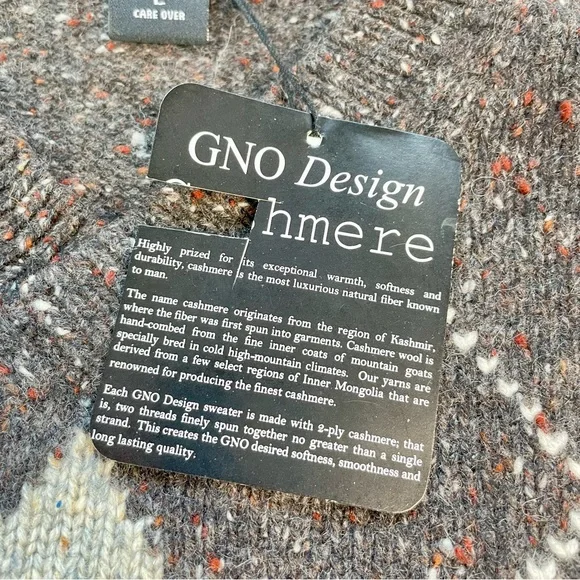 L
CARE OVER
GNO Design
hmere
Highly prized for its exceptional warmth, softness and
durability, cashmere is the most luxurious natural fiber known
to man.
The name cashmere originates from the region of Kashmir,
where the fiber was first spun into garments. Cashmere wool is
hand-combed from the fine inner coats of mountain goats
specially bred in cold high-mountain climates. Our yarns are
derived from a few select regions of Inner Mongolia that are
renowned for producing the finest cashmere.
Each GNO Design sweater is made with 2-ply cashmere; that
is, two threads finely spun together no greater than a single
strand. This creates the GNO desired softness, smoothness and
long lasting quality.